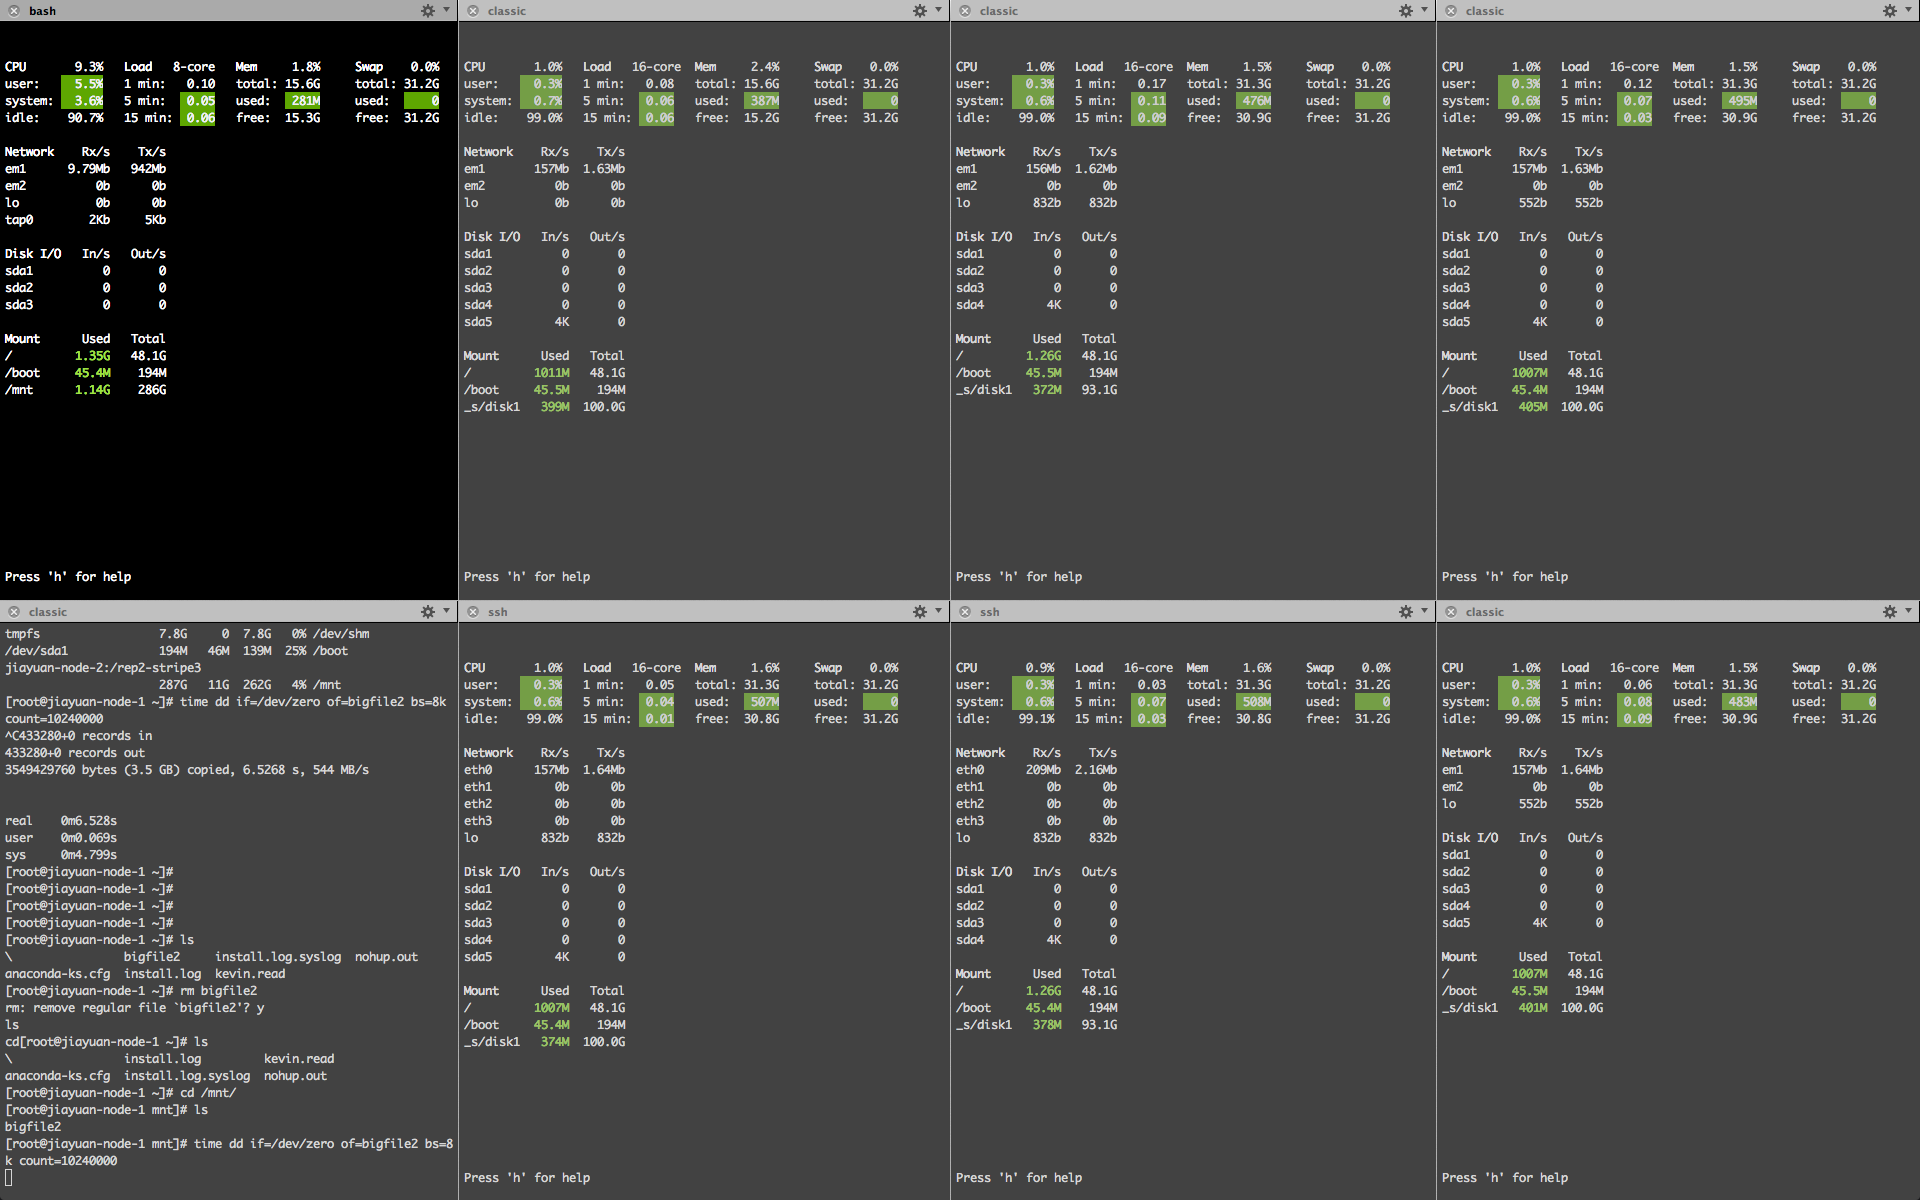 bash
CPU 9.3% Load 8-core Mem 1.8% Swap 0.0%
user: 5.5% 1 min: 0.10 total: 15.6G total: 31.2G
system: 3.6% 5 min: 0.05 used: 281M used: 0
idle: 90.7% 15 min: 0.06 free: 15.3G free: 31.2G
Network Rx/s Tx/s
em1 9.79Mb 942Mb
em2 0b 0b
lo 0b 0b
tap0 2Kb 5Kb
Disk I/O In/s Out/s
sda1 0 0
sda2 0 0
sda3 0 0
Mount Used Total
/ 1.35G 48.1G
/boot 45.4M 194M
/mnt 1.14G 286G
Press 'h' for help
classic
CPU 1.0% Load 16-core Mem 2.4% Swap 0.0%
user: 0.3% 1 min: 0.08 total: 15.6G total: 31.2G
system: 0.7% 5 min: 0.06 used: 387M used: 0
idle: 99.0% 15 min: 0.06 free: 15.2G free: 31.2G
Network Rx/s Tx/s
em1 157Mb 1.63Mb
em2 0b 0b
lo 0b 0b
Disk I/O In/s Out/s
sda1 0 0
sda2 0 0
sda3 0 0
sda4 0 0
sda5 4K 0
Mount Used Total
/ 1011M 48.1G
/boot 45.5M 194M
_s/disk1 399M 100.0G
Press 'h' for help
classic
CPU 1.0% Load 16-core Mem 1.5% Swap 0.0%
user: 0.3% 1 min: 0.17 total: 31.3G total: 31.2G
system: 0.6% 5 min: 0.11 used: 476M used: 0
idle: 99.0% 15 min: 0.09 free: 30.9G free: 31.2G
Network Rx/s Tx/s
em1 156Mb 1.62Mb
em2 0b 0b
lo 832b 832b
Disk I/O In/s Out/s
sda1 0 0
sda2 0 0
sda3 0 0
sda4 4K 0
Mount Used Total
/ 1.26G 48.1G
/boot 45.5M 194M
_s/disk1 372M 93.1G
Press 'h' for help
classic
CPU 1.0% Load 16-core Mem 1.5% Swap 0.0%
user: 0.3% 1 min: 0.12 total: 31.3G total: 31.2G
system: 0.6% 5 min: 0.07 used: 495M used: 0
idle: 99.0% 15 min: 0.03 free: 30.9G free: 31.2G
Network Rx/s Tx/s
em1 157Mb 1.63Mb
em2 0b 0b
lo 552b 552b
Disk I/O In/s Out/s
sda1 0 0
sda2 0 0
sda3 0 0
sda4 0 0
sda5 4K 0
Mount Used Total
/ 1007M 48.1G
/boot 45.4M 194M
_s/disk1 405M 100.0G
Press 'h' for help
classic
tmpfs 7.8G 0 7.8G 0% /dev/shm
/dev/sda1 194M 46M 139M 25% /boot
jiayuan-node-2:/rep2-stripe3
287G 11G 262G 4% /mnt
[root@jiayuan-node-1 ~]# time dd if=/dev/zero of=bigfile2 bs=8k
count=10240000
^C433280+0 records in
433280+0 records out
3549429760 bytes (3.5 GB) copied, 6.5268 s, 544 MB/s
real 0m6.528s
user 0m0.069s
sys 0m4.799s
[root@jiayuan-node-1 ~]#
[root@jiayuan-node-1 ~]#
[root@jiayuan-node-1 ~]#
[root@jiayuan-node-1 ~]#
[root@jiayuan-node-1 ~]# ls
\ bigfile2 install.log.syslog nohup.out
anaconda-ks.cfg install.log kevin.read
[root@jiayuan-node-1 ~]# rm bigfile2
rm: remove regular file `bigfile2'? y
ls
cd[root@jiayuan-node-1 ~]# ls
\ install.log kevin.read
anaconda-ks.cfg install.log.syslog nohup.out
[root@jiayuan-node-1 ~]# cd /mnt/
[root@jiayuan-node-1 mnt]# ls
bigfile2
[root@jiayuan-node-1 mnt]# time dd if=/dev/zero of=bigfile2 bs=8
k count=10240000
ssh
CPU 1.0% Load 16-core Mem 1.6% Swap 0.0%
user: 0.3% 1 min: 0.05 total: 31.3G total: 31.2G
system: 0.6% 5 min: 0.04 used: 507M used: 0
idle: 99.0% 15 min: 0.01 free: 30.8G free: 31.2G
Network Rx/s Tx/s
eth0 157Mb 1.64Mb
eth1 0b 0b
eth2 0b 0b
eth3 0b 0b
lo 832b 832b
Disk I/O In/s Out/s
sda1 0 0
sda2 0 0
sda3 0 0
sda4 0 0
sda5 4K 0
Mount Used Total
/ 1007M 48.1G
/boot 45.4M 194M
_s/disk1 374M 100.0G
Press 'h' for help
ssh
CPU 0.9% Load 16-core Mem 1.6% Swap 0.0%
user: 0.3% 1 min: 0.03 total: 31.3G total: 31.2G
system: 0.6% 5 min: 0.07 used: 508M used: 0
idle: 99.1% 15 min: 0.03 free: 30.8G free: 31.2G
Network Rx/s Tx/s
eth0 209Mb 2.16Mb
eth1 0b 0b
eth2 0b 0b
eth3 0b 0b
lo 832b 832b
Disk I/O In/s Out/s
sda1 0 0
sda2 0 0
sda3 0 0
sda4 4K 0
Mount Used Total
/ 1.26G 48.1G
/boot 45.4M 194M
_s/disk1 378M 93.1G
Press 'h' for help
classic
CPU 1.0% Load 16-core Mem 1.5% Swap 0.0%
user: 0.3% 1 min: 0.06 total: 31.3G total: 31.2G
system: 0.6% 5 min: 0.08 used: 483M used: 0
idle: 99.0% 15 min: 0.09 free: 30.9G free: 31.2G
Network Rx/s Tx/s
em1 157Mb 1.64Mb
em2 0b 0b
lo 552b 552b
Disk I/O In/s Out/s
sda1 0 0
sda2 0 0
sda3 0 0
sda4 0 0
sda5 4K 0
Mount Used Total
/ 1007M 48.1G
/boot 45.5M 194M
_s/disk1 401M 100.0G
Press 'h' for help